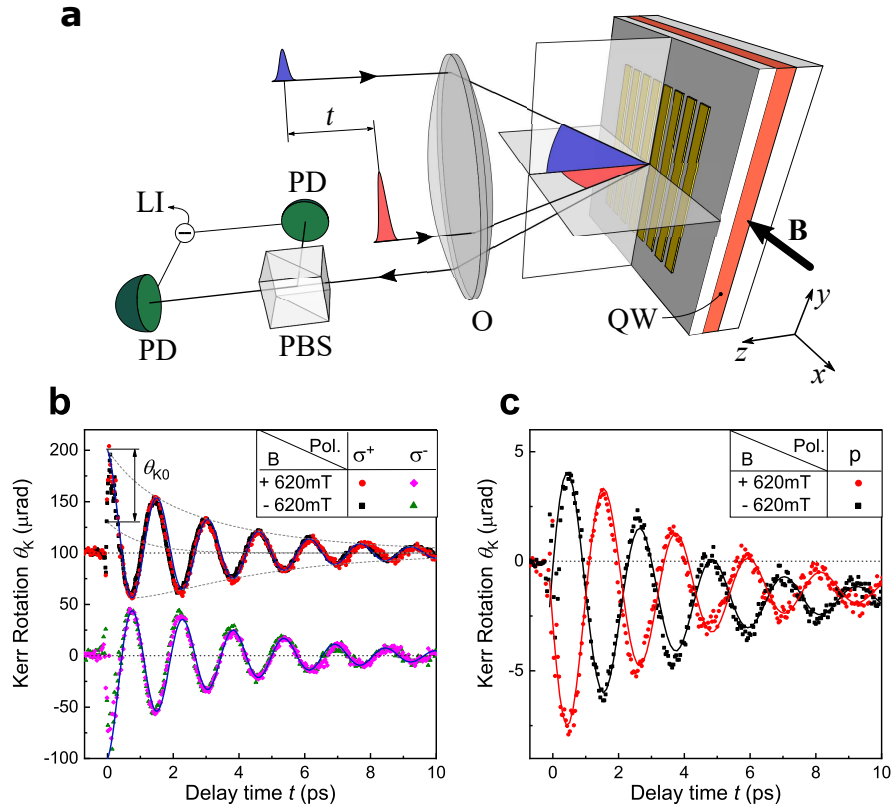 a
t
LI
PD
PD
PBS
O
B
QW
y
z
x
b
Kerr Rotation θK (μrad)
200
150
100
50
0
-50
-100
θK0
B Pol. σ+ σ-
+ 620mT
- 620mT
0 2 4 6 8 10
Delay time t (ps)
c
Kerr Rotation θK (μrad)
5
0
-5
B Pol. p
+ 620mT
- 620mT
0 2 4 6 8 10
Delay time t (ps)